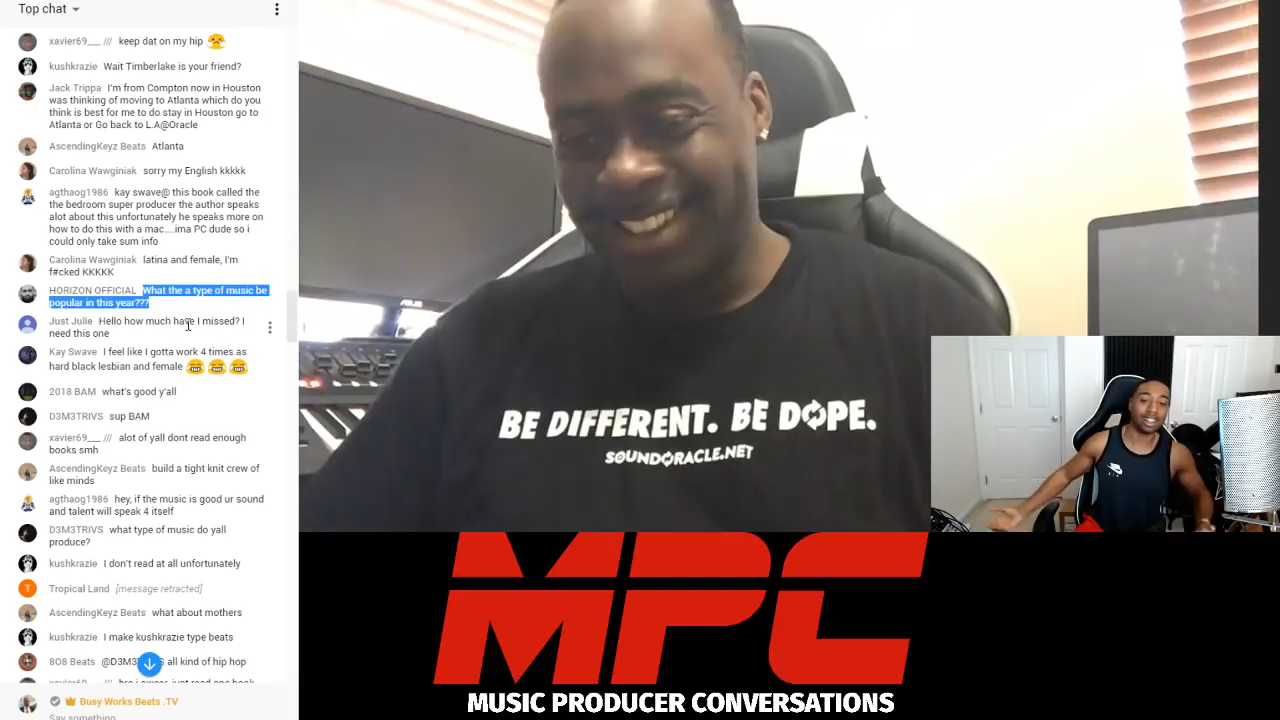 Top chat
xavier69___ /// keep dat on my hip
kushkrazie Wait Timberlake is your friend?
Jack Trippa I'm from Compton now in Houston
was thinking of moving to Atlanta which do you
think is best for me to do stay in Houston go to
Atlanta or Go back to L.A@Oracle
AscendingKeyz Beats Atlanta
Carolina Wawginiak sorry my English kkkkk
agthaog1986 kay swave@ this book called the
the bedroom super producer the author speaks
alot about this unfortunately he speaks more on
how to do this with a mac....ima PC dude so i
could only take sum info
Carolina Wawginiak latina and female, I'm
f#cked KKKKK
HORIZON OFFICIAL What the a type of music be
popular in this year???
Just Julie Hello how much have I missed? I
need this one
Kay Swave I feel like I gotta work 4 times as
hard black lesbian and female
2018 BAM what's good y'all
D3M3TRIVS sup BAM
xavier69___ /// alot of yall dont read enough
books smh
AscendingKeyz Beats build a tight knit crew of
like minds
agthaog1986 hey, if the music is good ur sound
and talent will speak 4 itself
D3M3TRIVS what type of music do yall
produce?
kushkrazie I don't read at all unfortunately
T Tropical Land [message retracted]
AscendingKeyz Beats what about mothers
kushkrazie I make kushkrazie type beats
808 Beats all kind of hip hop
Busy Works Beats .TV
Say something
BE DIFFERENT. BE DOPE.
SOUNDORACLE.NET
MPC
MUSIC PRODUCER CONVERSATIONS